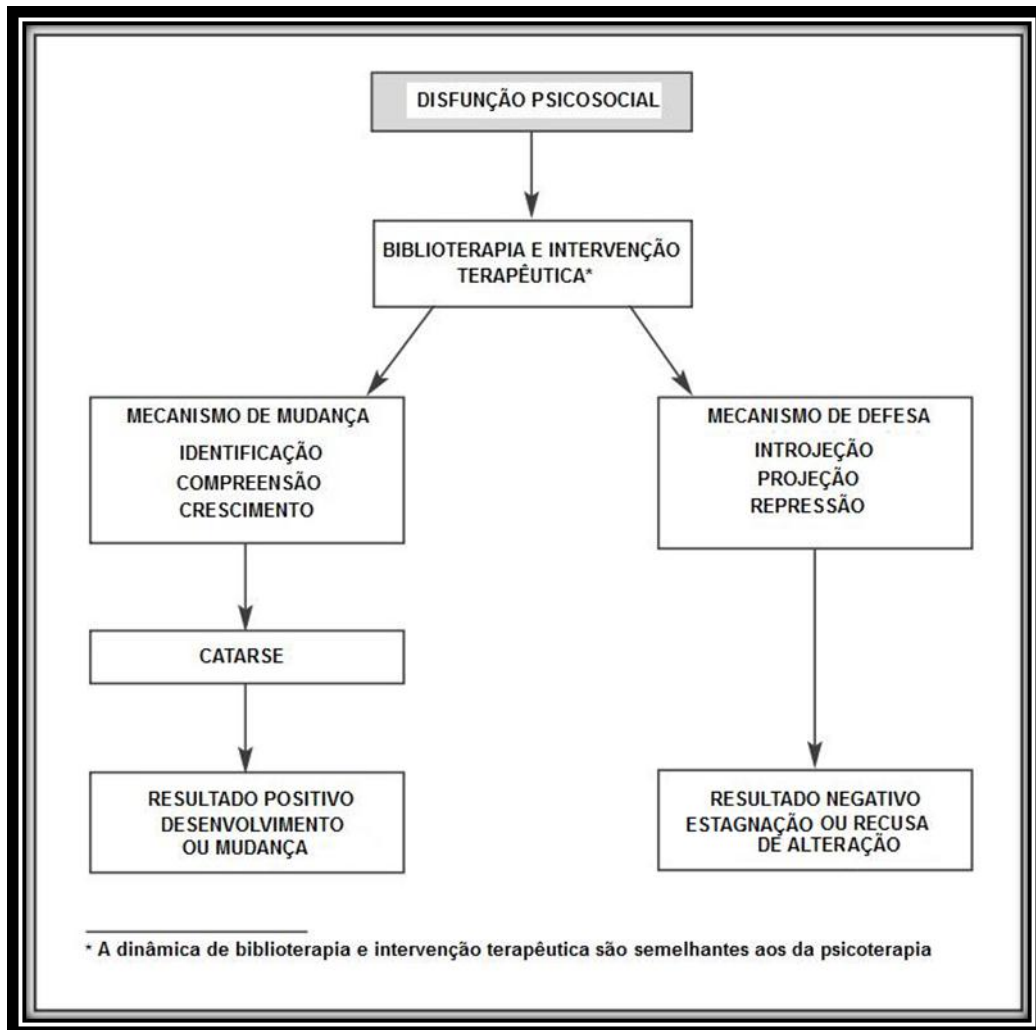 DISFUNÇÃO PSICOSOCIAL
BIBLIOTERAPIA E INTERVENÇÃO
TERAPÊUTICA*
MECANISMO DE MUDANÇA
IDENTIFICAÇÃO
COMPREENSÃO
CRESCIMENTO
MECANISMO DE DEFESA
INTROJEÇÃO
PROJEÇÃO
REPRESSÃO
CATARSE
RESULTADO POSITIVO
DESENVOLVIMENTO
OU MUDANÇA
RESULTADO NEGATIVO
ESTAGNAÇÃO OU RECUSA
DE ALTERAÇÃO
* A dinâmica de biblioterapia e intervenção terapêutica são semelhantes aos da psicoterapia